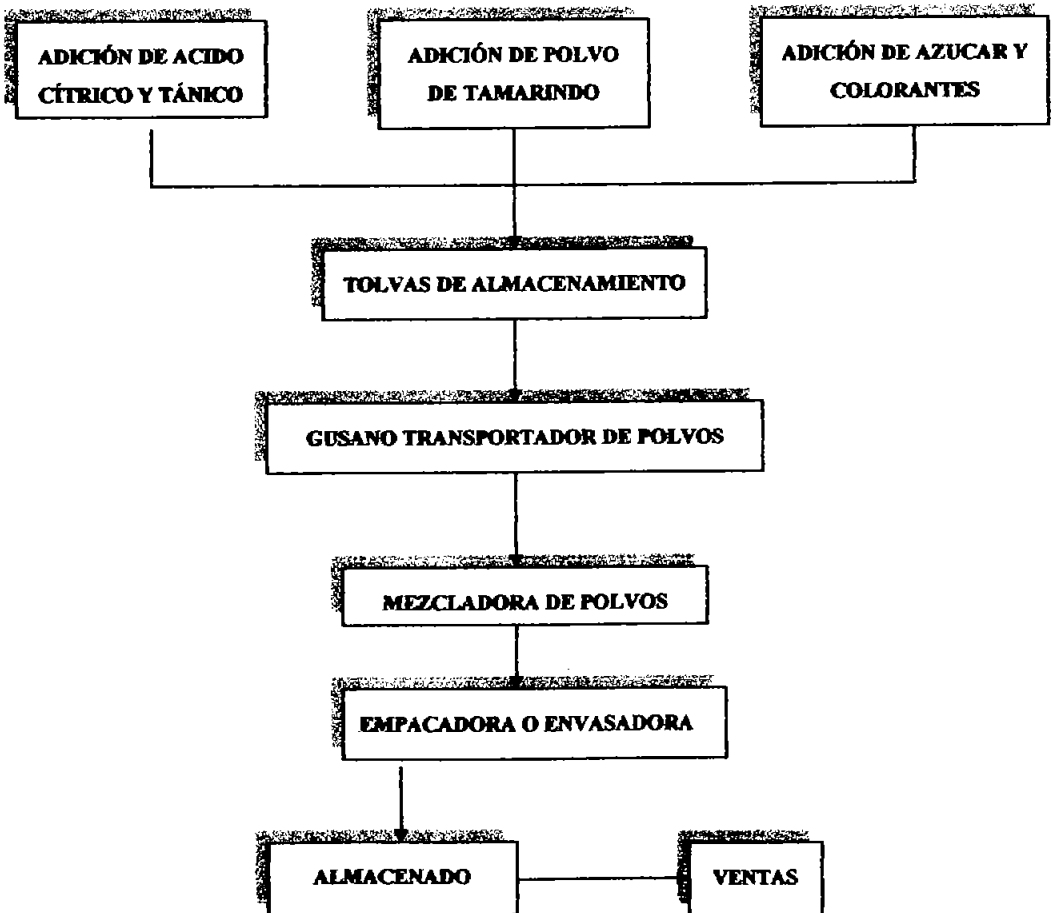 ADICIÓN DE ACIDO
CÍTRICO Y TÁNICO
ADICIÓN DE POLVO
DE TAMARINDO
ADICIÓN DE AZUCAR Y
COLORANTES
TOLVAS DE ALMACENAMIENTO
GUSANO TRANSPORTADOR DE POLVOS
MEZCLADORA DE POLVOS
EMPACADORA O ENVASADORA
ALMACENADO
VENTAS